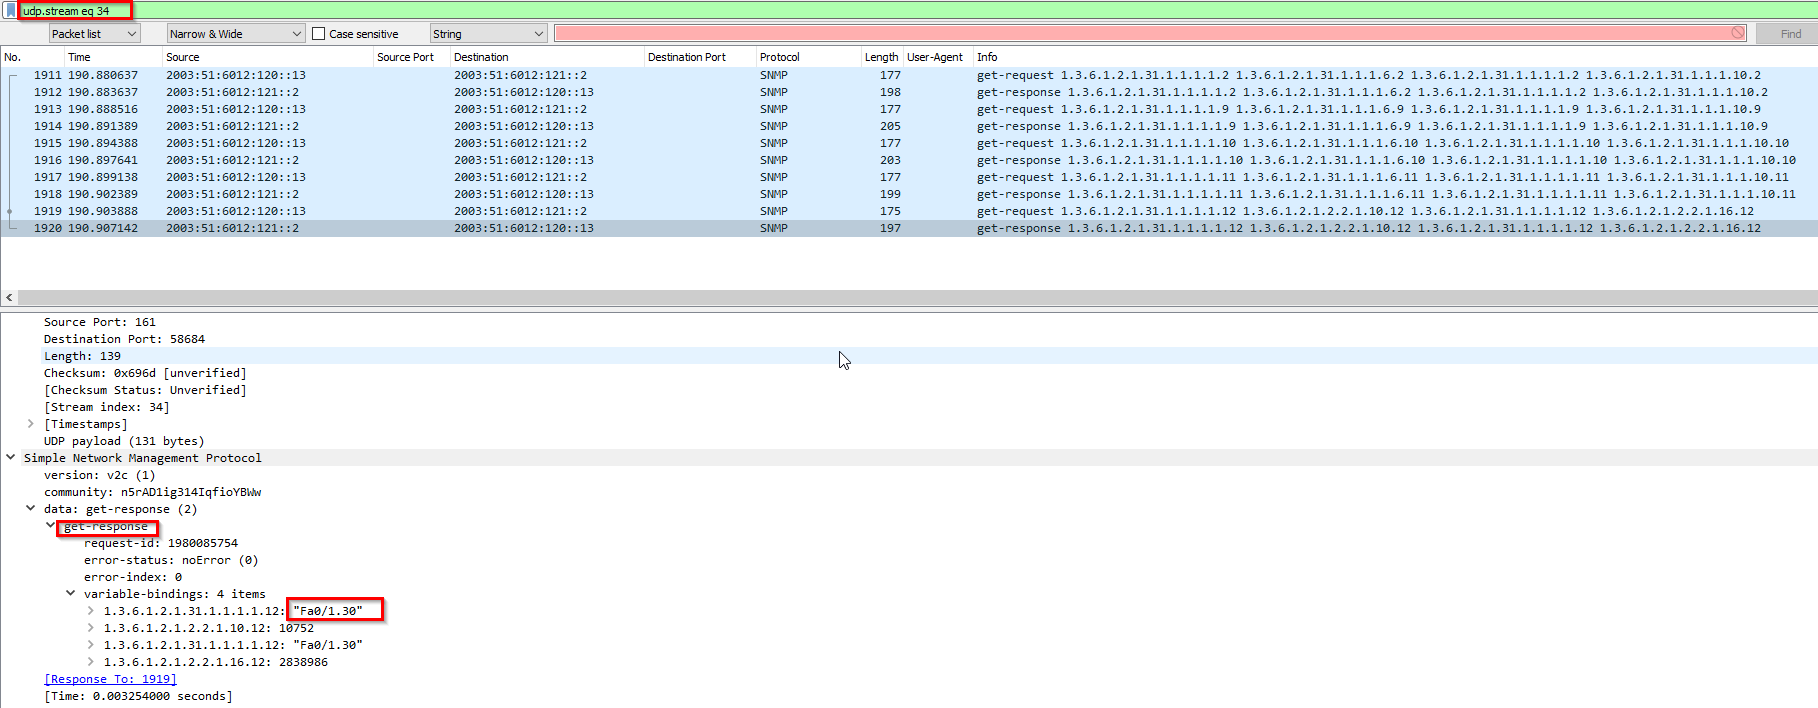 udp.stream eq 34
Packet list Narrow & Wide Case sensitive String Find
No. Time Source Source Port Destination Destination Port Protocol Length User-Agent Info
1911 190.880637 2003:51:6012:120::13 2003:51:6012:121::2 SNMP 177 get-request 1.3.6.1.2.1.31.1.1.1.1.2 1.3.6.1.2.1.31.1.1.1.6.2 1.3.6.1.2.1.31.1.1.1.1.2 1.3.6.1.2.1.31.1.1.1.10.2
1912 190.883637 2003:51:6012:121::2 2003:51:6012:120::13 SNMP 198 get-response 1.3.6.1.2.1.31.1.1.1.1.2 1.3.6.1.2.1.31.1.1.1.6.2 1.3.6.1.2.1.31.1.1.1.1.2 1.3.6.1.2.1.31.1.1.1.10.2
1913 190.888516 2003:51:6012:120::13 2003:51:6012:121::2 SNMP 177 get-request 1.3.6.1.2.1.31.1.1.1.1.9 1.3.6.1.2.1.31.1.1.1.6.9 1.3.6.1.2.1.31.1.1.1.1.9 1.3.6.1.2.1.31.1.1.1.10.9
1914 190.891389 2003:51:6012:121::2 2003:51:6012:120::13 SNMP 205 get-response 1.3.6.1.2.1.31.1.1.1.1.9 1.3.6.1.2.1.31.1.1.1.6.9 1.3.6.1.2.1.31.1.1.1.1.9 1.3.6.1.2.1.31.1.1.1.10.9
1915 190.894388 2003:51:6012:120::13 2003:51:6012:121::2 SNMP 177 get-request 1.3.6.1.2.1.31.1.1.1.1.10 1.3.6.1.2.1.31.1.1.1.6.10 1.3.6.1.2.1.31.1.1.1.1.10 1.3.6.1.2.1.31.1.1.1.10.10
1916 190.897641 2003:51:6012:121::2 2003:51:6012:120::13 SNMP 203 get-response 1.3.6.1.2.1.31.1.1.1.1.10 1.3.6.1.2.1.31.1.1.1.6.10 1.3.6.1.2.1.31.1.1.1.1.10 1.3.6.1.2.1.31.1.1.1.10.10
1917 190.899138 2003:51:6012:120::13 2003:51:6012:121::2 SNMP 177 get-request 1.3.6.1.2.1.31.1.1.1.1.11 1.3.6.1.2.1.31.1.1.1.6.11 1.3.6.1.2.1.31.1.1.1.1.11 1.3.6.1.2.1.31.1.1.1.10.11
1918 190.902389 2003:51:6012:121::2 2003:51:6012:120::13 SNMP 199 get-response 1.3.6.1.2.1.31.1.1.1.1.11 1.3.6.1.2.1.31.1.1.1.6.11 1.3.6.1.2.1.31.1.1.1.1.11 1.3.6.1.2.1.31.1.1.1.10.11
1919 190.903888 2003:51:6012:120::13 2003:51:6012:121::2 SNMP 175 get-request 1.3.6.1.2.1.31.1.1.1.1.12 1.3.6.1.2.1.2.2.1.10.12 1.3.6.1.2.1.31.1.1.1.1.12 1.3.6.1.2.1.2.2.1.16.12
1920 190.907142 2003:51:6012:121::2 2003:51:6012:120::13 SNMP 197 get-response 1.3.6.1.2.1.31.1.1.1.1.12 1.3.6.1.2.1.2.2.1.10.12 1.3.6.1.2.1.31.1.1.1.1.12 1.3.6.1.2.1.2.2.1.16.12
Source Port: 161
Destination Port: 58684
Length: 139
Checksum: 0x696d [unverified]
[Checksum Status: Unverified]
[Stream index: 34]
[Timestamps]
UDP payload (131 bytes)
Simple Network Management Protocol
version: v2c (1)
community: n5rAD1ig314IqfioYBWw
data: get-response (2)
get-response
request-id: 1980085754
error-status: noError (0)
error-index: 0
variable-bindings: 4 items
1.3.6.1.2.1.31.1.1.1.1.12: "Fa0/1.30"
1.3.6.1.2.1.2.2.1.10.12: 10752
1.3.6.1.2.1.31.1.1.1.1.12: "Fa0/1.30"
1.3.6.1.2.1.2.2.1.16.12: 2838986
[Response To: 1919]
[Time: 0.003254000 seconds]